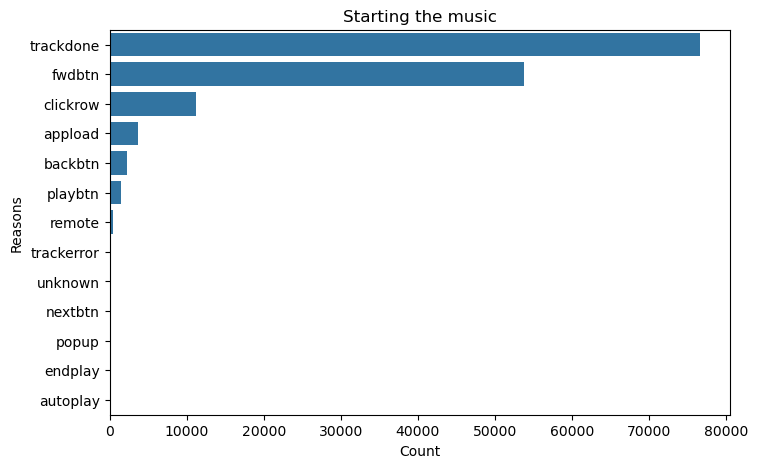 Starting the music
trackdone
fwdbtn
clickrow
appload
backbtn
playbtn
remote
trackerror
unknown
nextbtn
popup
endplay
autoplay
Reasons
0 10000 20000 30000 40000 50000 60000 70000 80000
Count